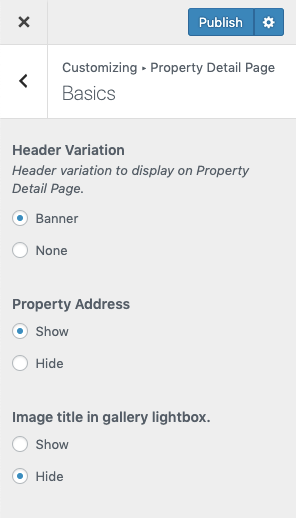 Publish
Customizing ▸ Property Detail Page
Basics
Header Variation
Header variation to display on Property
Detail Page.
Banner
None
Property Address
Show
Hide
Image title in gallery lightbox.
Show
Hide